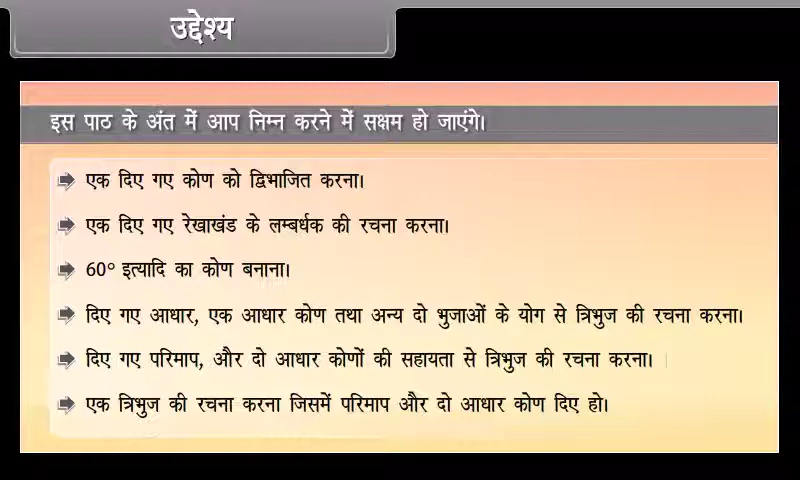 उद्देश्य
इस पाठ के अंत में आप निम्न करने में सक्षम हो जाएंगे।
एक दिए गए कोण को द्विभाजित करना।
एक दिए गए रेखाखंड के लम्बर्धक की रचना करना।
60° इत्यादि का कोण बनाना।
दिए गए आधार, एक आधार कोण तथा अन्य दो भुजाओं के योग से त्रिभुज की रचना करना।
दिए गए परिमाप, और दो आधार कोणों की सहायता से त्रिभुज की रचना करना।
एक त्रिभुज की रचना करना जिसमें परिमाप और दो आधार कोण दिए हो।